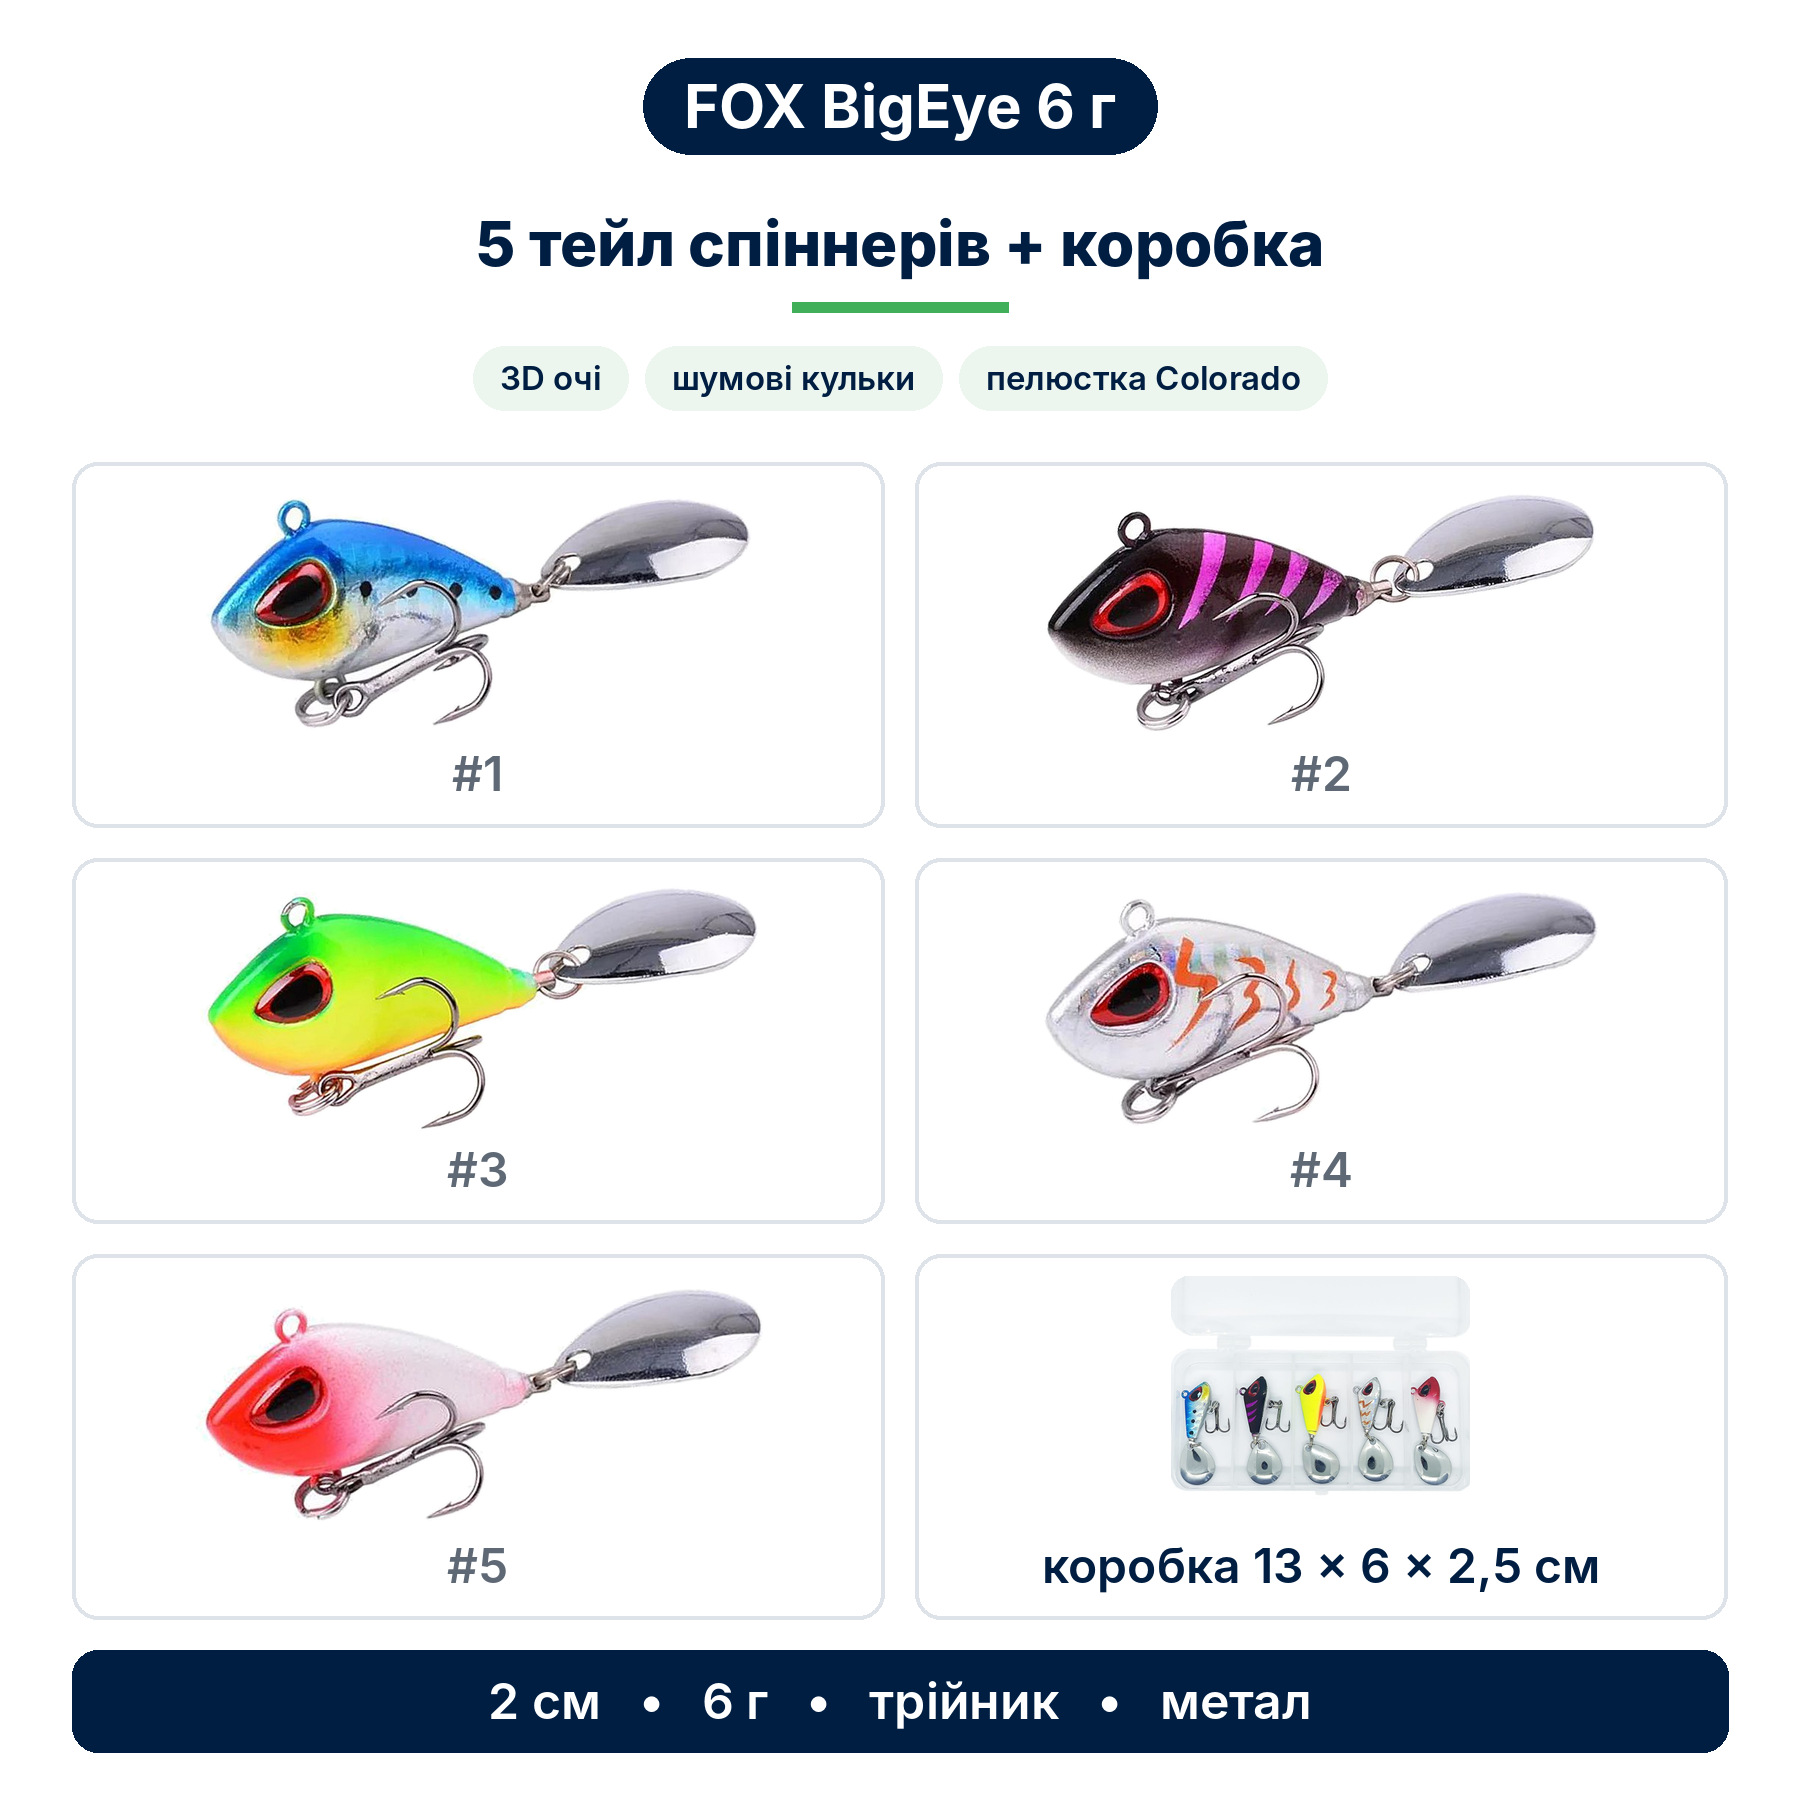 FOX BigEye 6 г
5 тейл спіннерів + коробка
3D очі
шумові кульки
пелюстка Colorado
#1
#2
#3
#4
#5
коробка 13 × 6 × 2,5 см
2 см • 6 г • трійник • метал